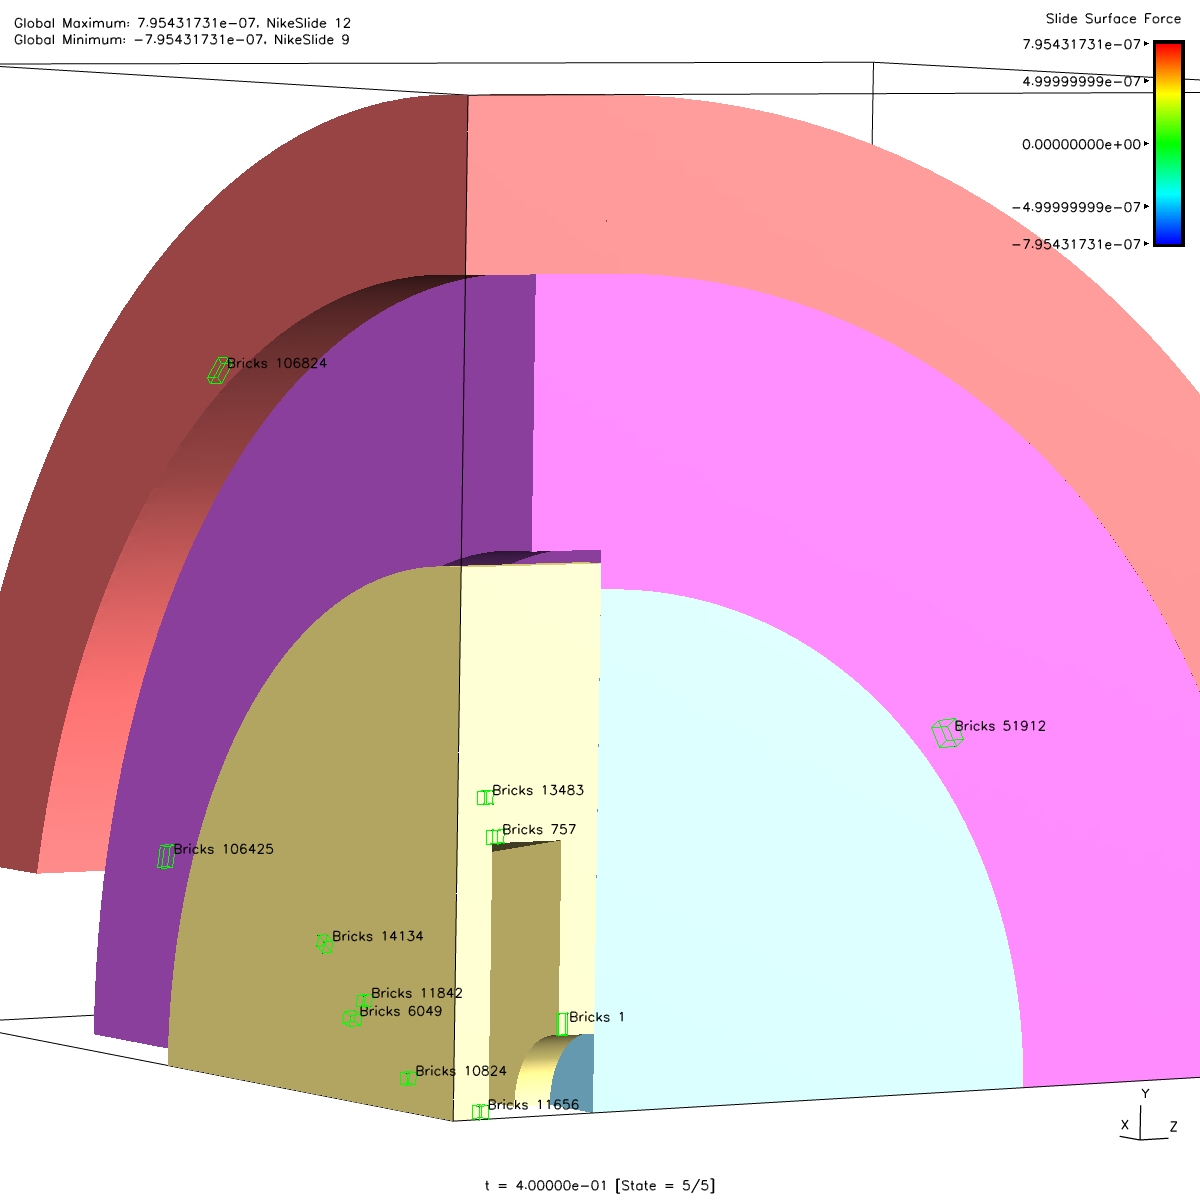 Global Maximum: 7.95431731e-07, NikeSlide 12
Global Minimum: -7.95431731e-07, NikeSlide 9
Slide Surface Force
7.95431731e-07
4.99999999e-07
0.00000000e+00
-4.99999999e-07
-7.95431731e-07
Bricks 106824
Bricks 51912
Bricks 13483
Bricks 757
Bricks 106425
Bricks 14134
Bricks 11842
Bricks 6049
Bricks 1
Bricks 10824
Bricks 11656
Y
X
Z
t = 4.00000e-01 [State = 5/5]